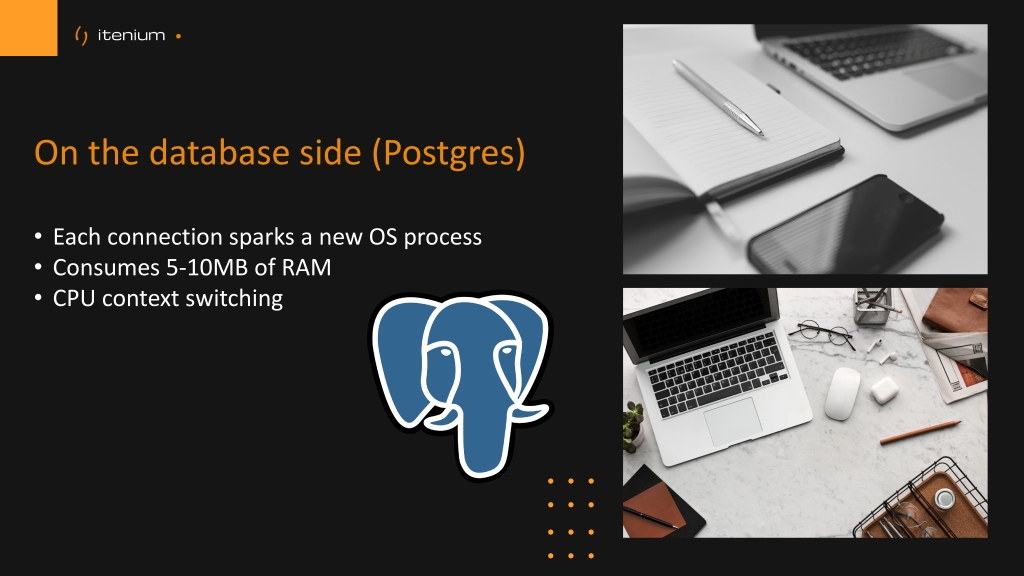 itenium
On the database side (Postgres)
• Each connection sparks a new OS process
• Consumes 5-10MB of RAM
• CPU context switching